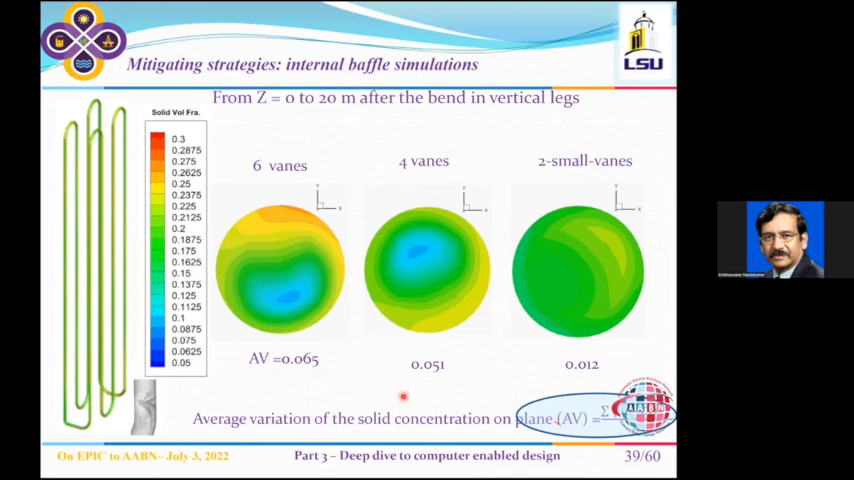 Mitigating strategies: internal baffle simulations
LSU
From Z = 0 to 20 m after the bend in vertical legs
Solid Vol Fra.
0.3
0.2875
0.275
0.2625
0.25
0.2375
0.225
0.2125
0.2
0.1875
0.175
0.1625
0.15
0.1375
0.125
0.1125
0.1
0.0875
0.075
0.0625
0.05
6 vanes
4 vanes
2-small-vanes
Y
X
Y
X
Y
X
AV =0.065
0.051
0.012
Average variation of the solid concentration on plane (AV) = Σ
AABN
On EPIC to AABN– July 3, 2022
Part 3 – Deep dive to computer enabled design
39/60